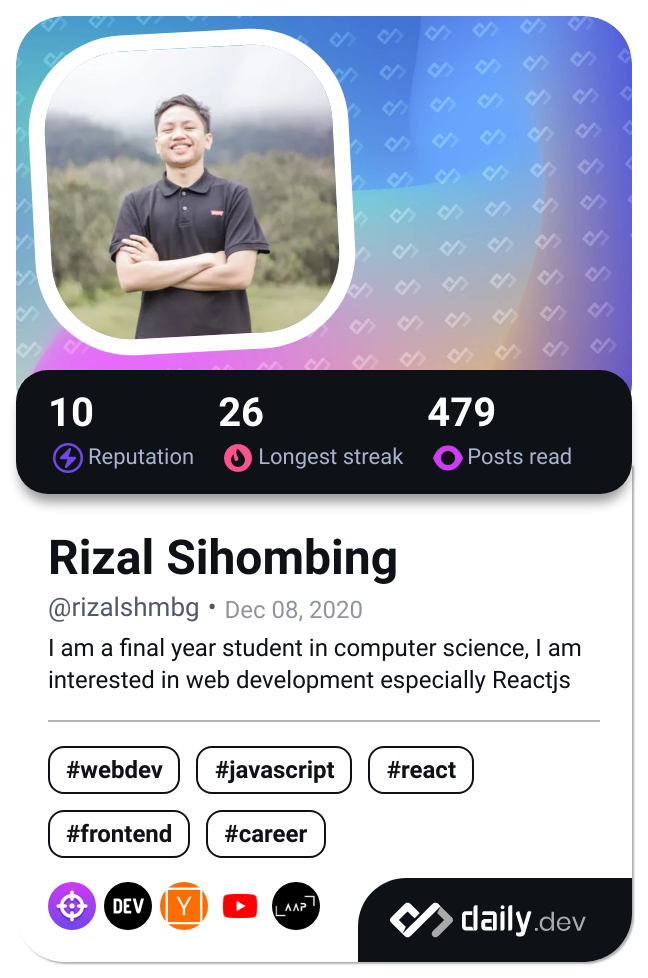 10 26 479
Reputation Longest streak Posts read
Rizal Sihombing
@rizalshmbg • Dec 08, 2020
I am a final year student in computer science, I am
interested in web development especially Reactjs
#webdev #javascript #react
#frontend #career
DEV Y LAAP
daily.dev